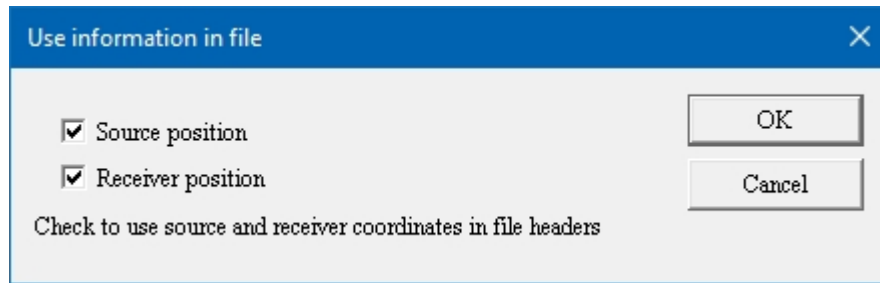 Use information in file
Source position
OK
Receiver position
Cancel
Check to use source and receiver coordinates in file headers